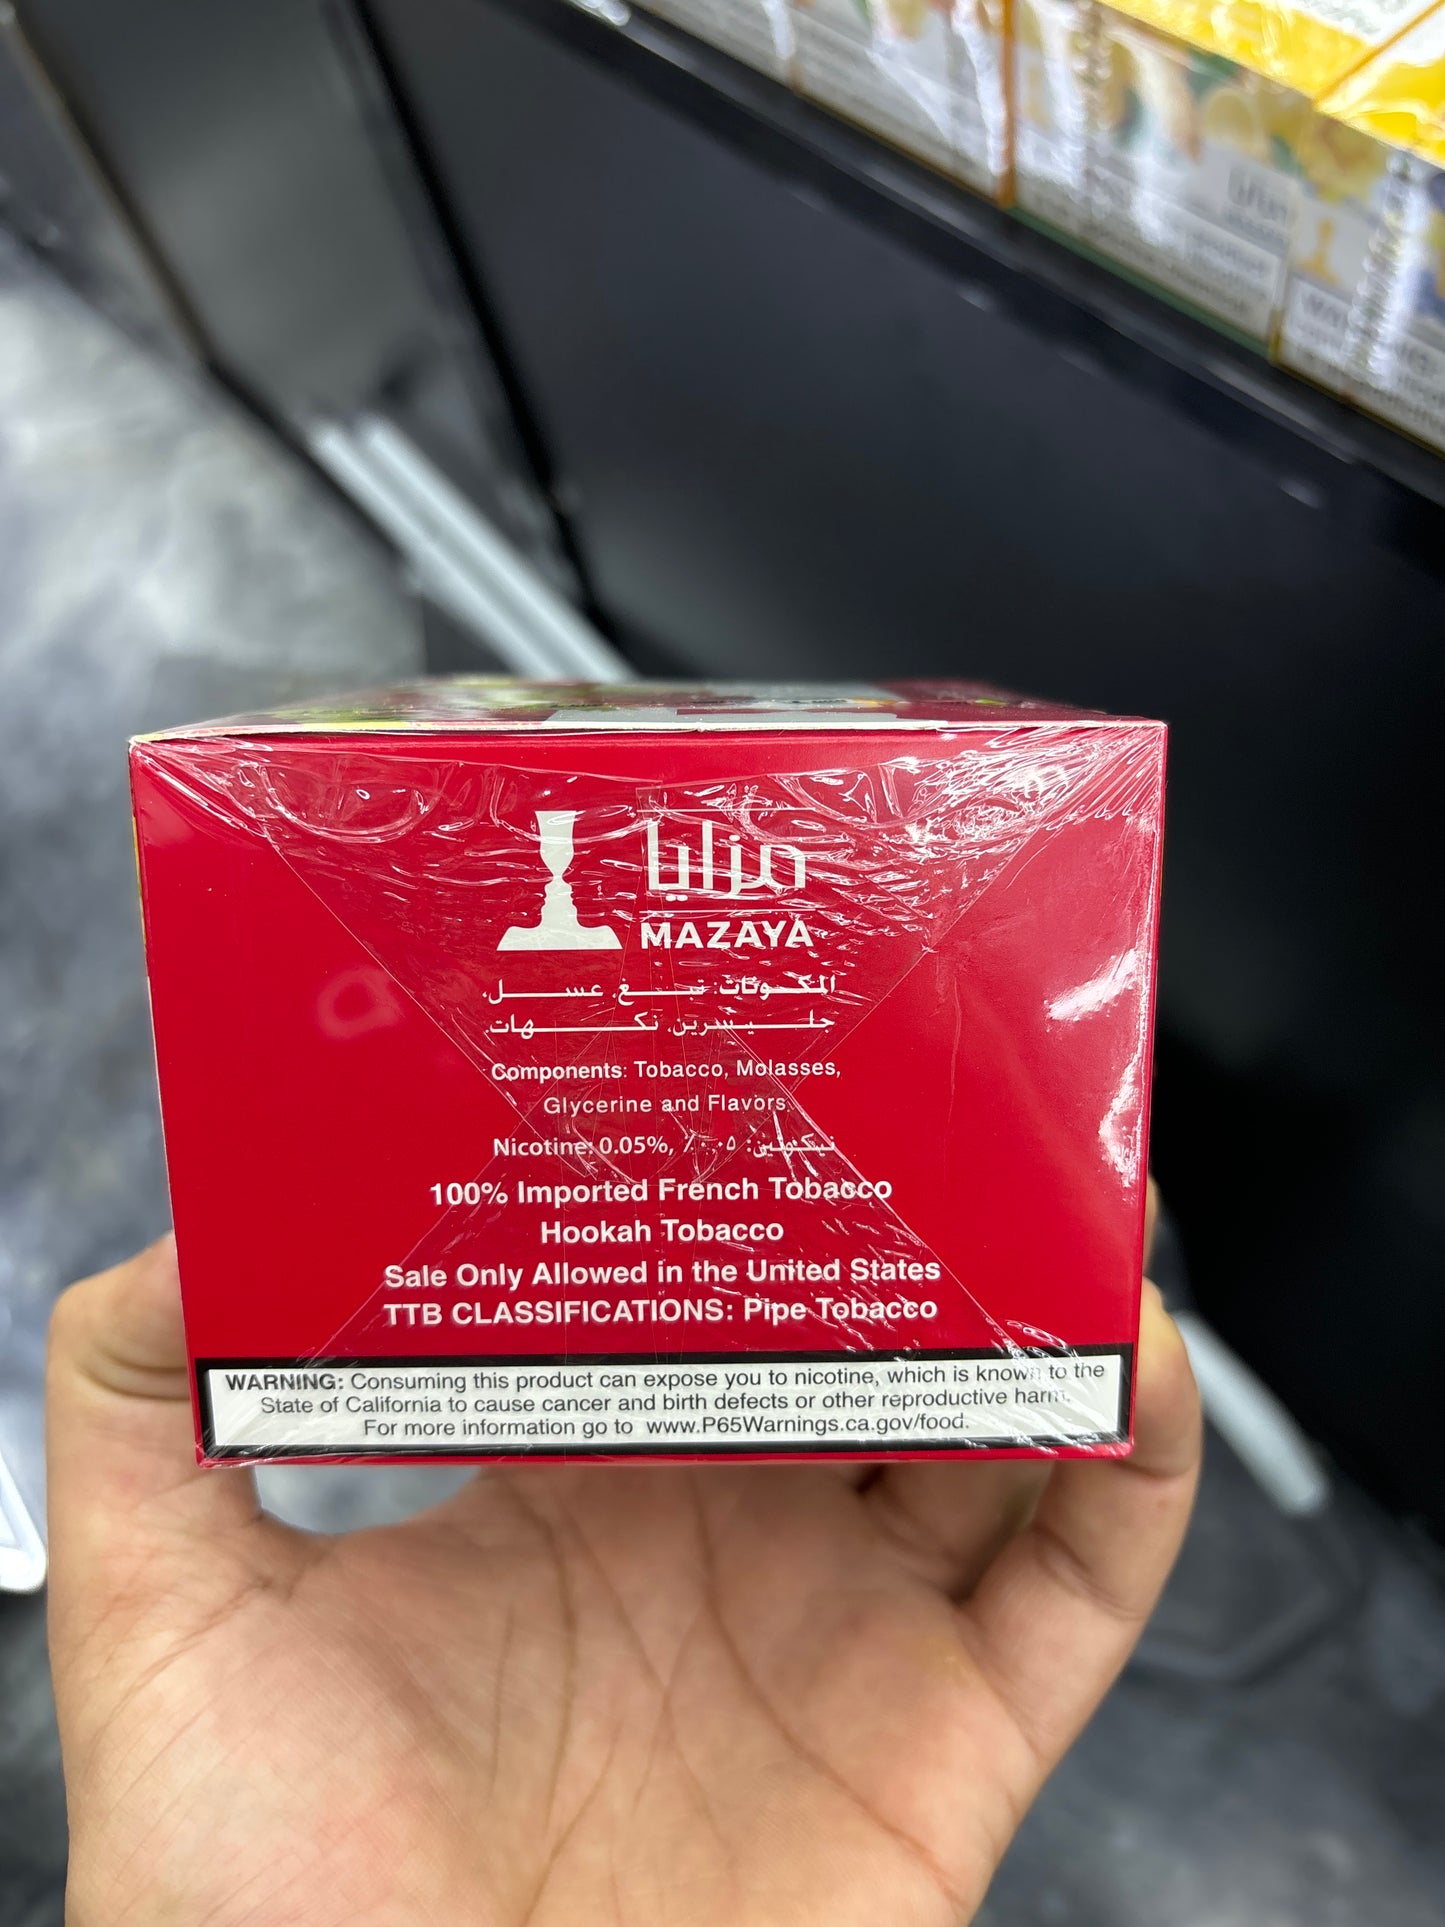 مزايا
MAZAYA
المكونات: تبغ، عسل،
جليسرين، نكهات.
Components: Tobacco, Molasses,
Glycerine and Flavors.
Nicotine: 0.05%, نيكوتين: ٠.٠٥٪
100% Imported French Tobacco
Hookah Tobacco
Sale Only Allowed in the United States
TTB CLASSIFICATIONS: Pipe Tobacco
WARNING: Consuming this product can expose you to nicotine, which is known to the
State of California to cause cancer and birth defects or other reproductive harm.
For more information go to www.P65Warnings.ca.gov/food.